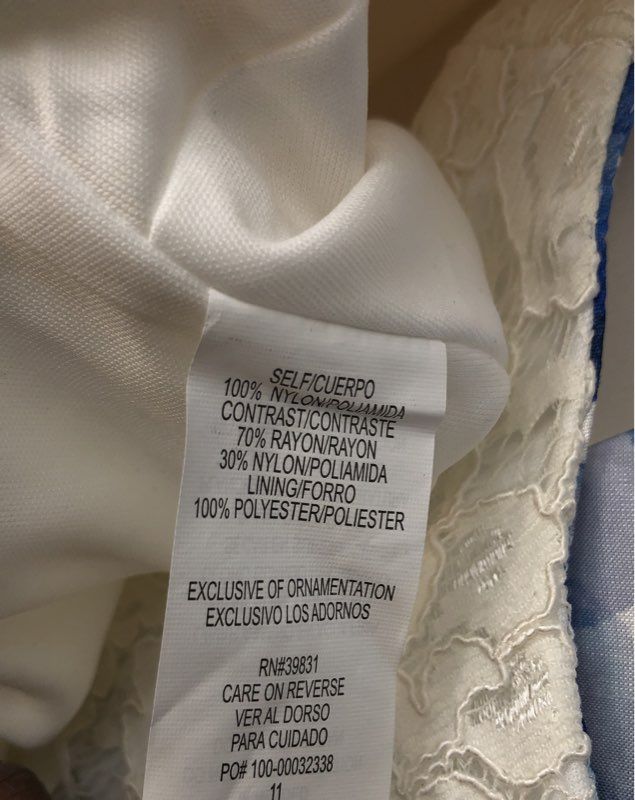 SELF/CUERPO
100% NYLON/POLIAMIDA
CONTRAST/CONTRASTE
70% RAYON/RAYON
30% NYLON/POLIAMIDA
LINING/FORRO
100% POLYESTER/POLIESTER
EXCLUSIVE OF ORNAMENTATION
EXCLUSIVO LOS ADORNOS
RN#39831
CARE ON REVERSE
VER AL DORSO
PARA CUIDADO
PO# 100-00032338
11